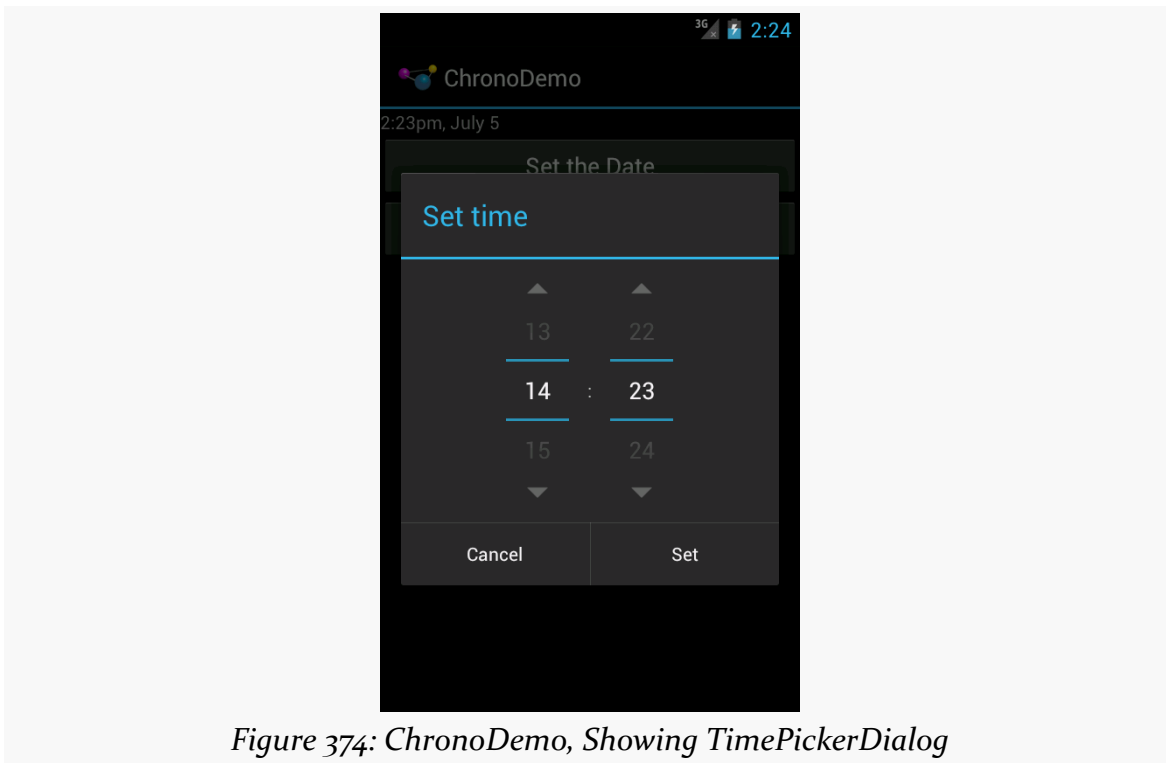 3G 2:24
ChronoDemo
2:23pm, July 5
Set the Date
Set time
13 22
14 : 23
15 24
Cancel Set
Figure 374: ChronoDemo, Showing TimePickerDialog